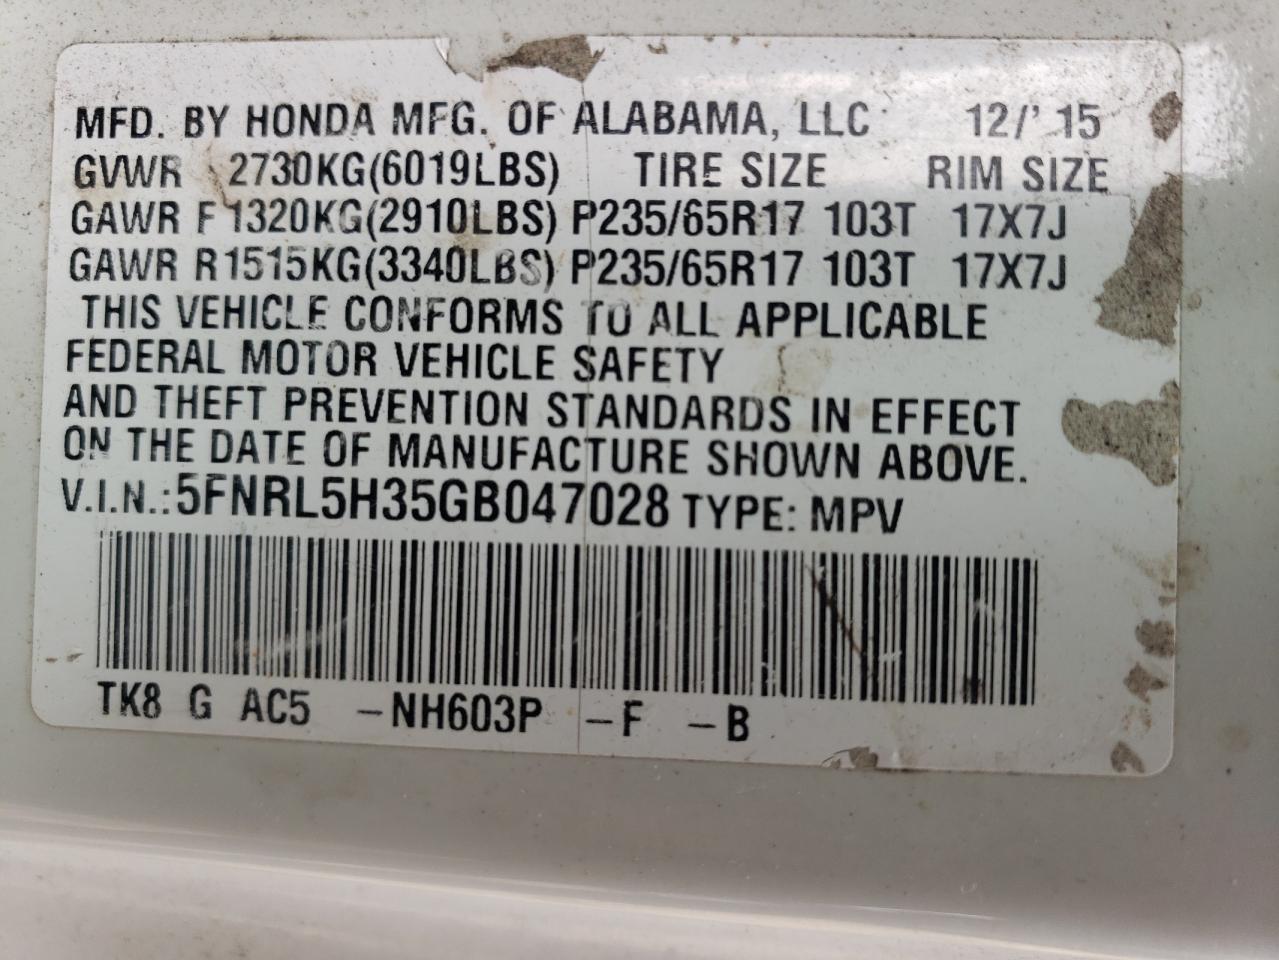 MFD. BY HONDA MFG. OF ALABAMA, LLC 12/'15
GVWR 2730KG(6019LBS) TIRE SIZE RIM SIZE
GAWR F 1320KG(2910LBS) P235/65R17 103T 17X7J
GAWR R 1515KG(3340LBS) P235/65R17 103T 17X7J
THIS VEHICLE CONFORMS TO ALL APPLICABLE
FEDERAL MOTOR VEHICLE SAFETY
AND THEFT PREVENTION STANDARDS IN EFFECT
ON THE DATE OF MANUFACTURE SHOWN ABOVE.
V.I.N.:5FNRL5H35GB047028 TYPE: MPV
TK8 G AC5 -NH603P -F -B